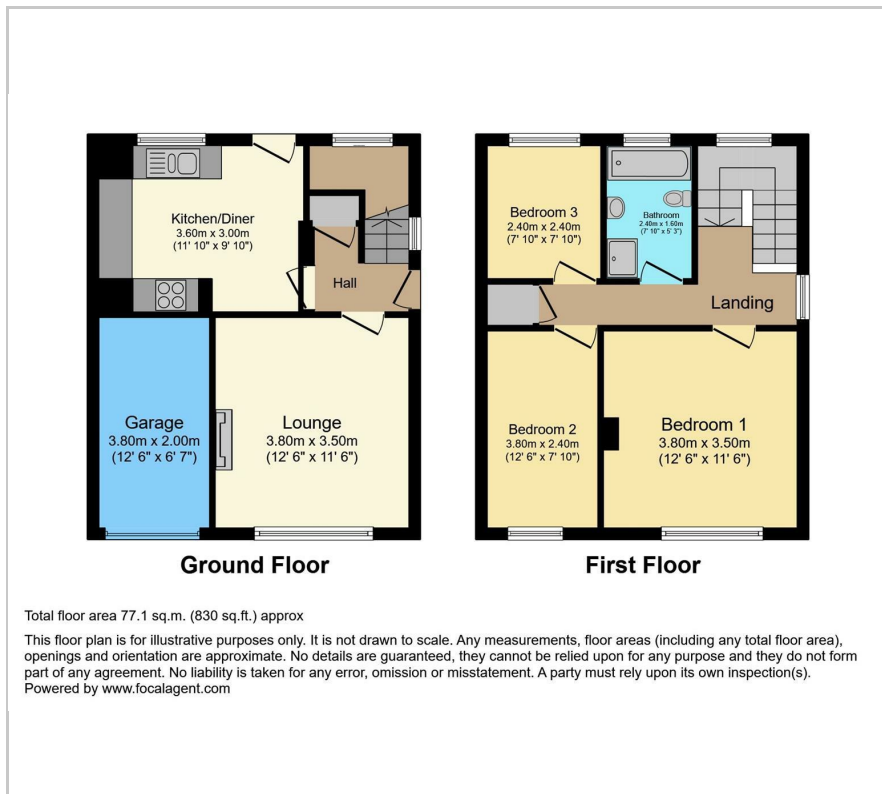 Kitchen/Diner
3.60m x 3.00m
(11' 10" x 9' 10")
Hall
Garage
3.80m x 2.00m
(12' 6" x 6' 7")
Lounge
3.80m x 3.50m
(12' 6" x 11' 6")
Ground Floor
Bedroom 3
2.40m x 2.40m
(7' 10" x 7' 10")
Bathroom
2.40m x 1.60m
(7' 10" x 5' 3")
Landing
Bedroom 2
3.80m x 2.40m
(12' 6" x 7' 10")
Bedroom 1
3.80m x 3.50m
(12' 6" x 11' 6")
First Floor
Total floor area 77.1 sq.m. (830 sq.ft.) approx
This floor plan is for illustrative purposes only. It is not drawn to scale. Any measurements, floor areas (including any total floor area),
openings and orientation are approximate. No details are guaranteed, they cannot be relied upon for any purpose and they do not form
part of any agreement. No liability is taken for any error, omission or misstatement. A party must rely upon its own inspection(s).
Powered by www.focalagent.com